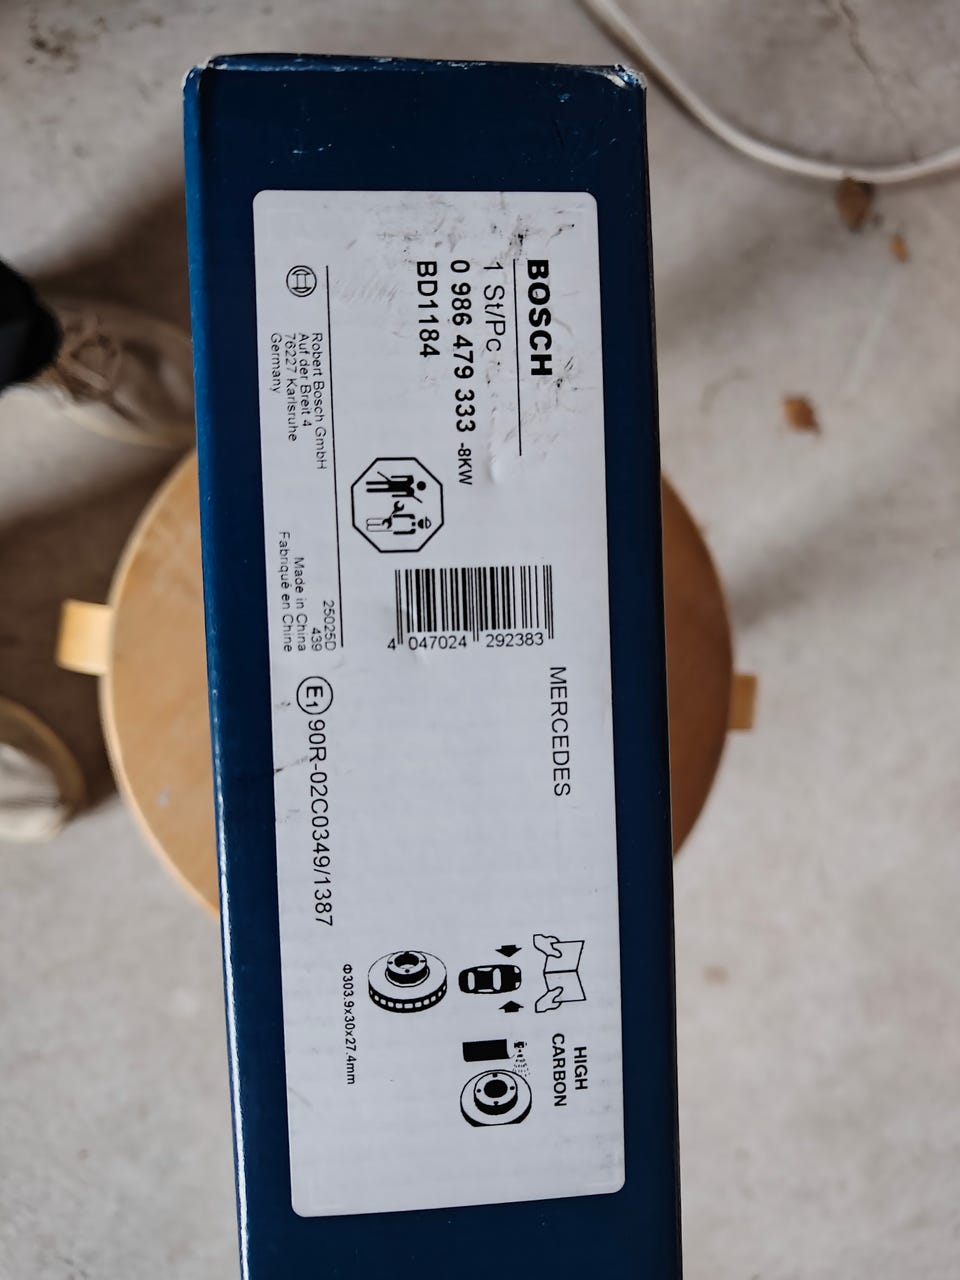 BOSCH
1 St/Pc
0 986 479 333 -8KW
BD1184
Robert Bosch GmbH
Auf der Breit 4
76227 Karlsruhe
Germany
4 047024 292383
25025D
439
Made in China
Fabriqué en Chine
MERCEDES
E1 90R-02C0349/1387
HIGH
CARBON
Φ303.9x30x27.4mm